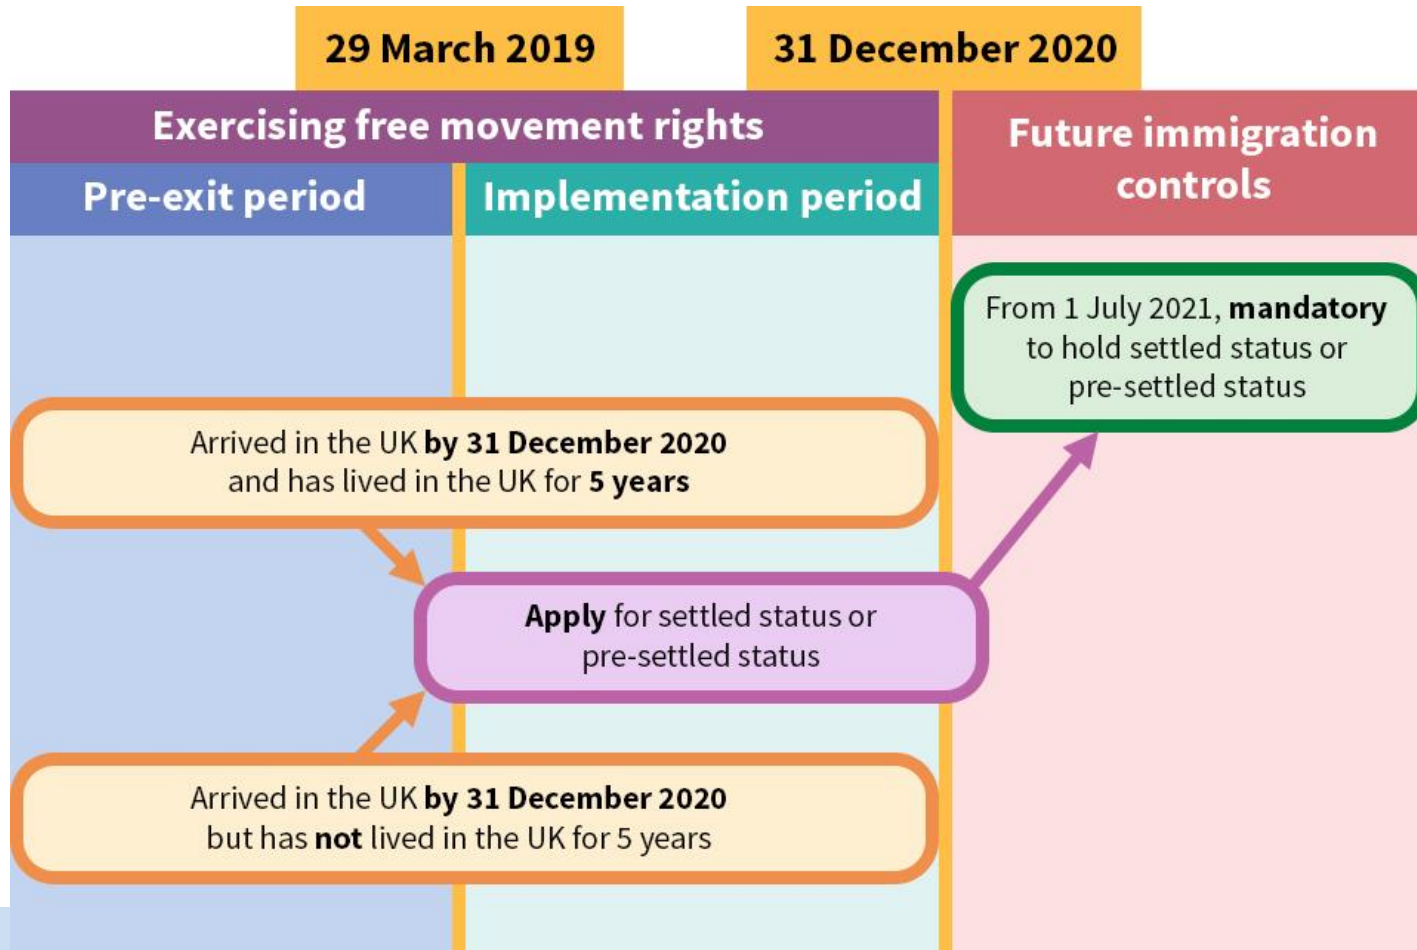 29 March 2019
31 December 2020
Exercising free movement rights
Future immigration
controls
Pre-exit period
Implementation period
From 1 July 2021, mandatory
to hold settled status or
pre-settled status
Arrived in the UK by 31 December 2020
and has lived in the UK for 5 years
Apply for settled status or
pre-settled status
Arrived in the UK by 31 December 2020
but has not lived in the UK for 5 years